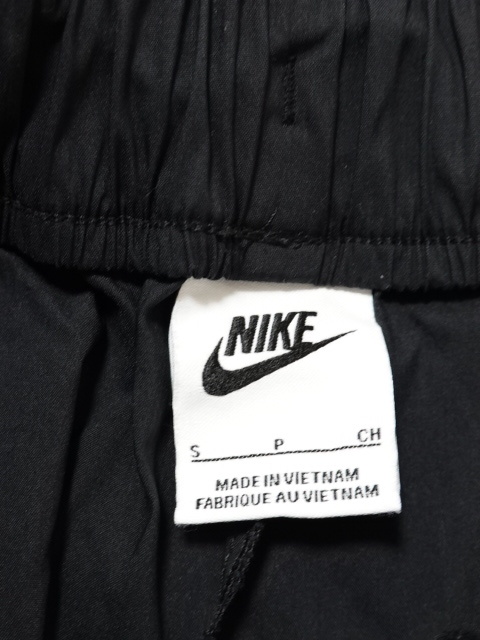 NIKE
S P CH
MADE IN VIETNAM
FABRIQUE AU VIETNAM